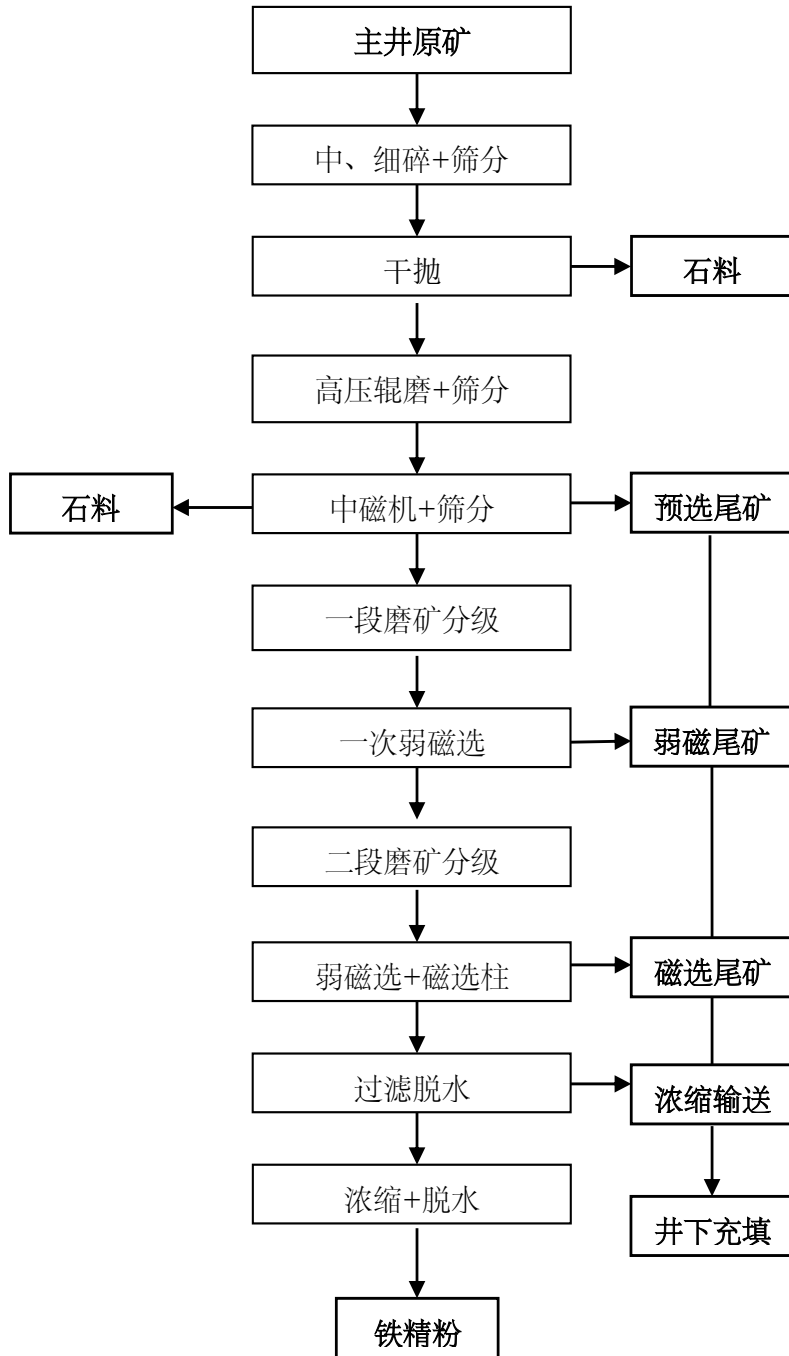 主井原矿
中、细碎+筛分
干抛
石料
高压辊磨+筛分
石料
中磁机+筛分
预选尾矿
一段磨矿分级
一次弱磁选
弱磁尾矿
二段磨矿分级
弱磁选+磁选柱
磁选尾矿
过滤脱水
浓缩输送
浓缩+脱水
井下充填
铁精粉